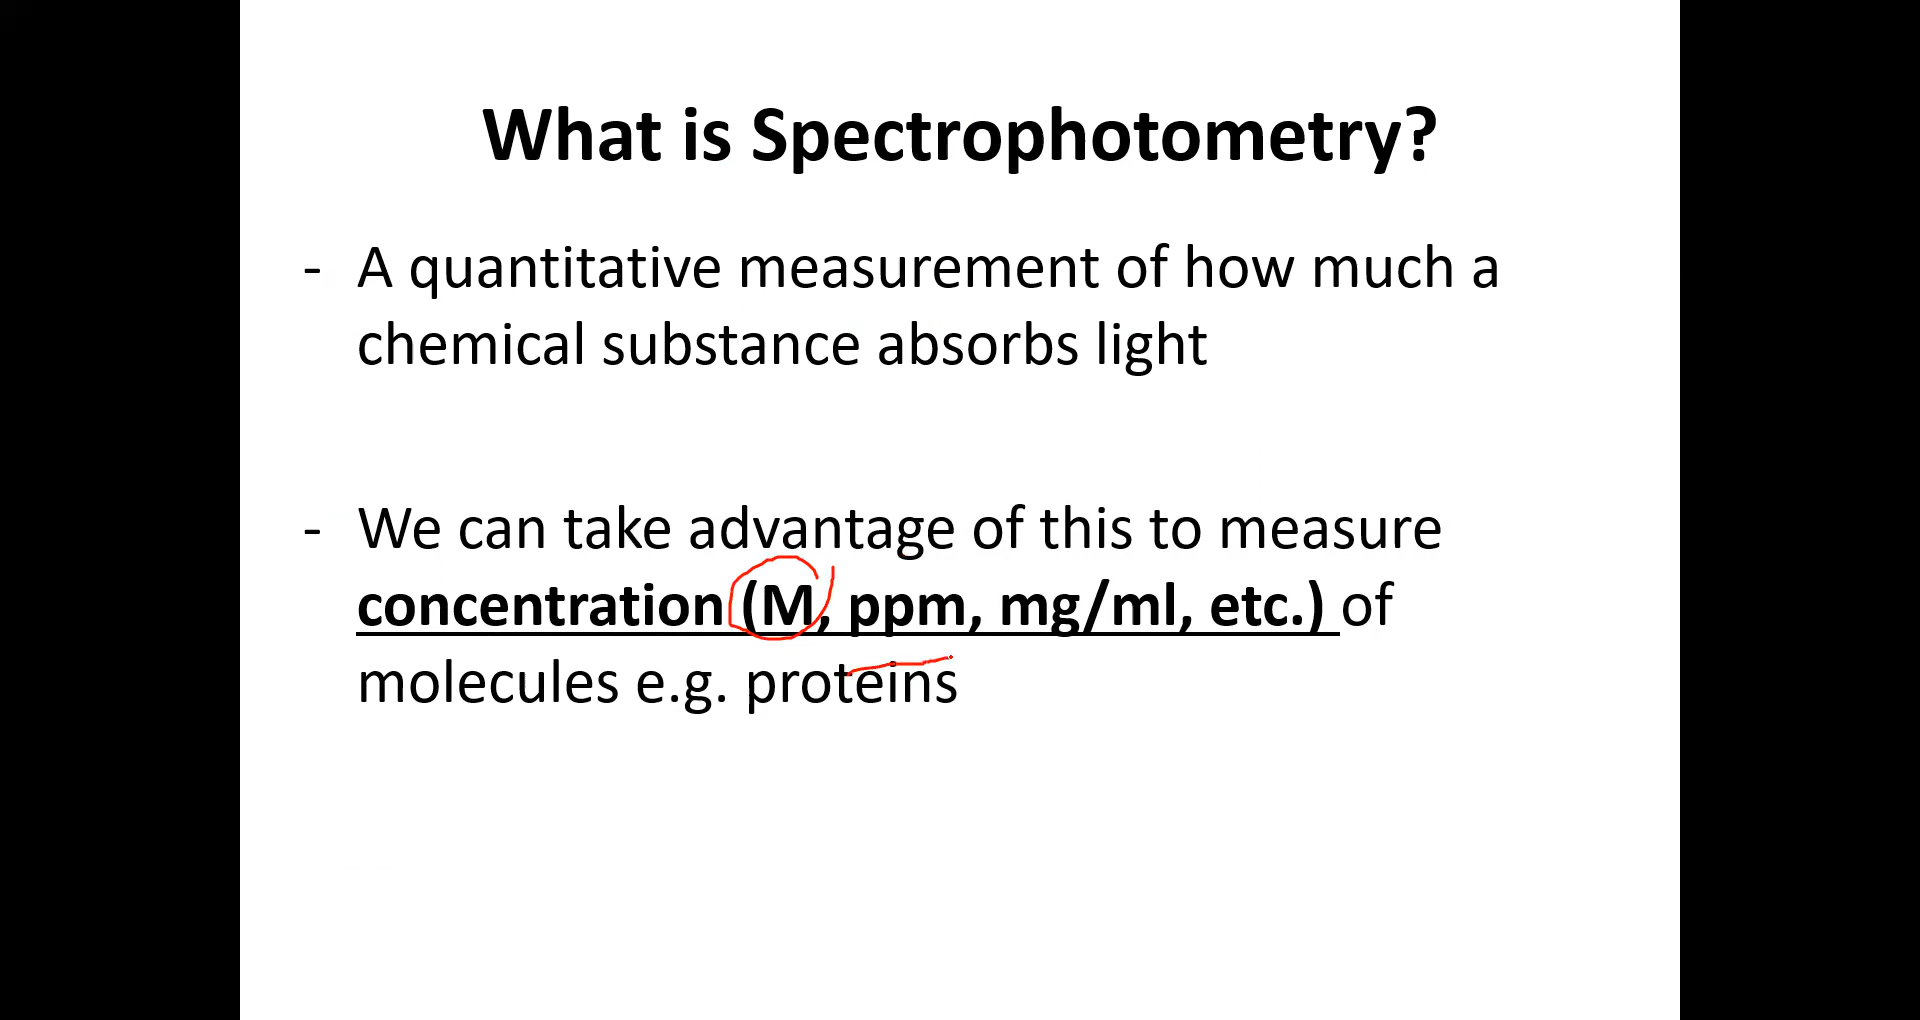 What is Spectrophotometry?
- A quantitative measurement of how much a
chemical substance absorbs light
- We can take advantage of this to measure
concentration (M, ppm, mg/ml, etc.) of
molecules e.g. proteins